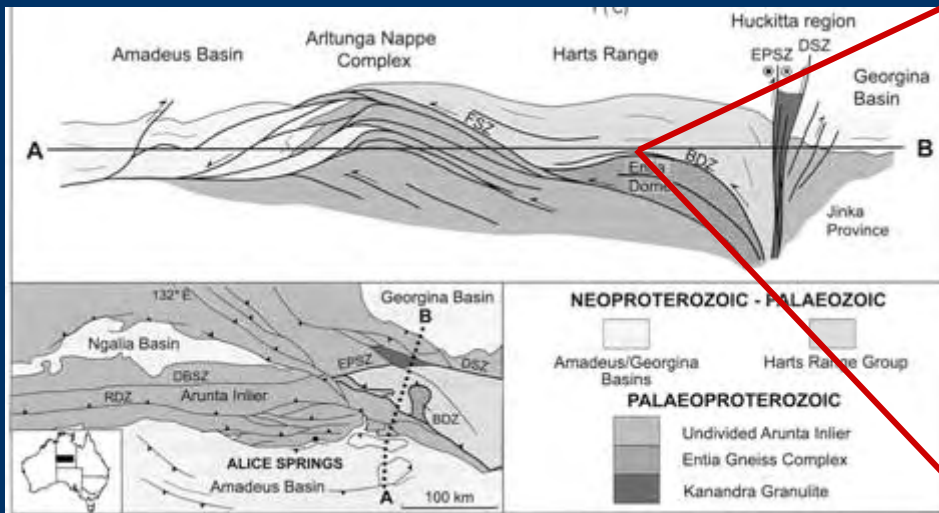 Huckitta region
Arltunga Nappe
Complex
Amadeus Basin
Harts Range
EPSZ
DSZ
Georgina
Basin
A
FSZ
BDZ
B
Dome
Jinka
Province
132° E
Georgina Basin
B
Ngalia Basin
EPSZ
DSZ
DBSZ
RDZ
Arunta Inlier
BDZ
ALICE SPRINGS
Amadeus Basin
A
100 km
NEOPROTEROZOIC - PALAEOZOIC
Amadeus/Georgina
Basins
Harts Range Group
PALAEOPROTEROZOIC
Undivided Arunta Inlier
Entia Gneiss Complex
Kanandra Granulite